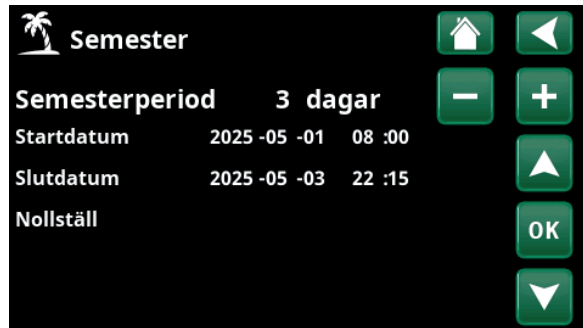 Semester
Semesterperiod 3 dagar
Startdatum 2025 -05 -01 08 :00
Slutdatum 2025 -05 -03 22 :15
Nollställ
OK